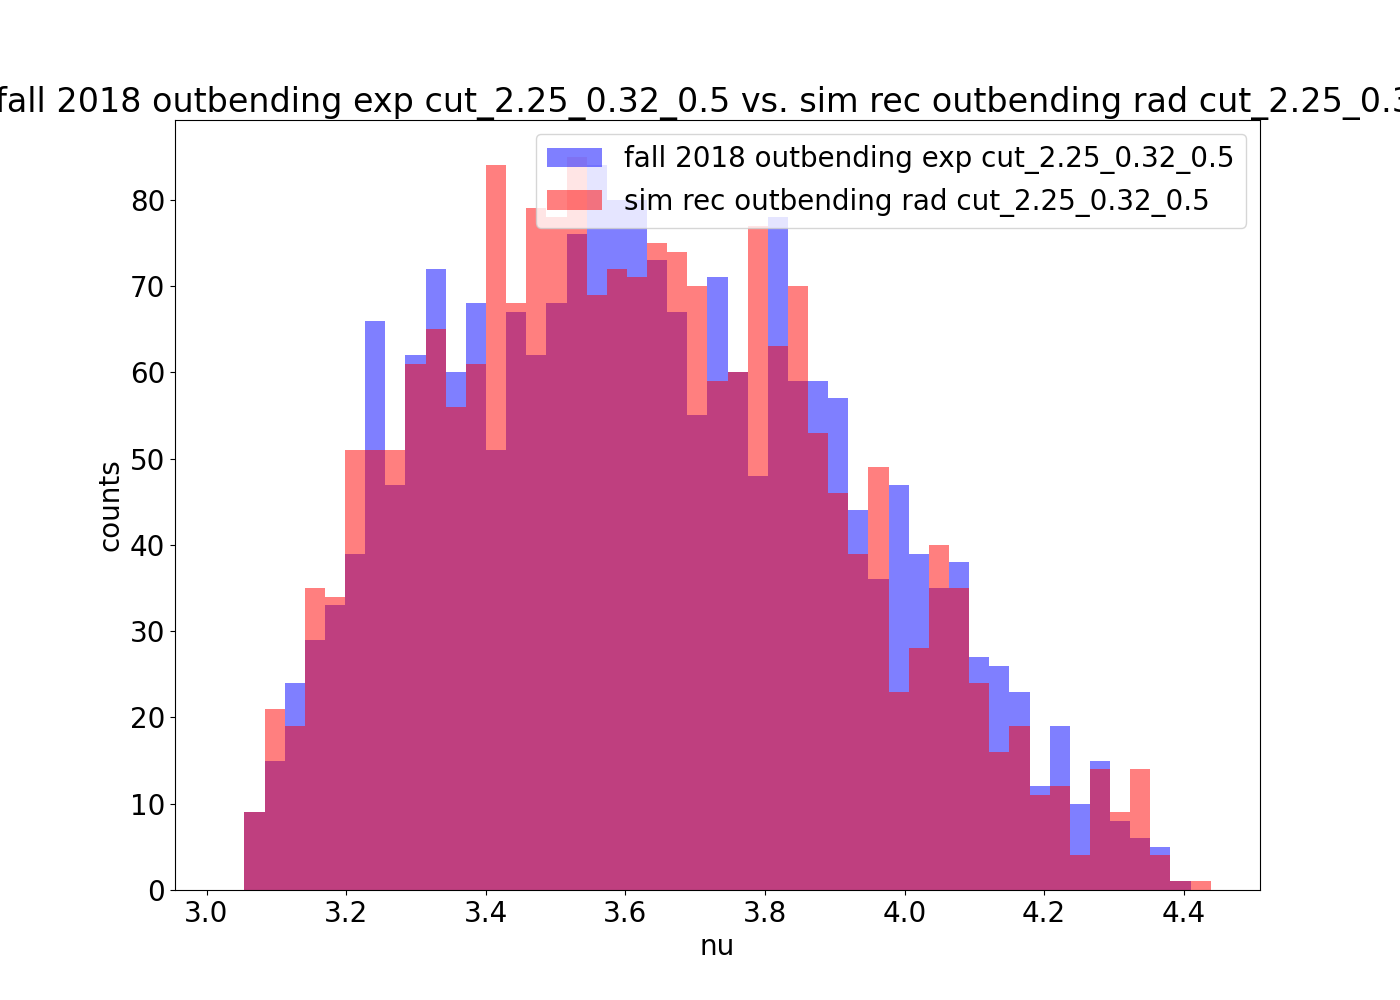 fall 2018 outbending exp cut_2.25_0.32_0.5 vs. sim rec outbending rad cut_2.25_0.3
fall 2018 outbending exp cut_2.25_0.32_0.5
sim rec outbending rad cut_2.25_0.32_0.5
80
70
60
50
40
30
20
10
0
counts
3.0 3.2 3.4 3.6 3.8 4.0 4.2 4.4
nu